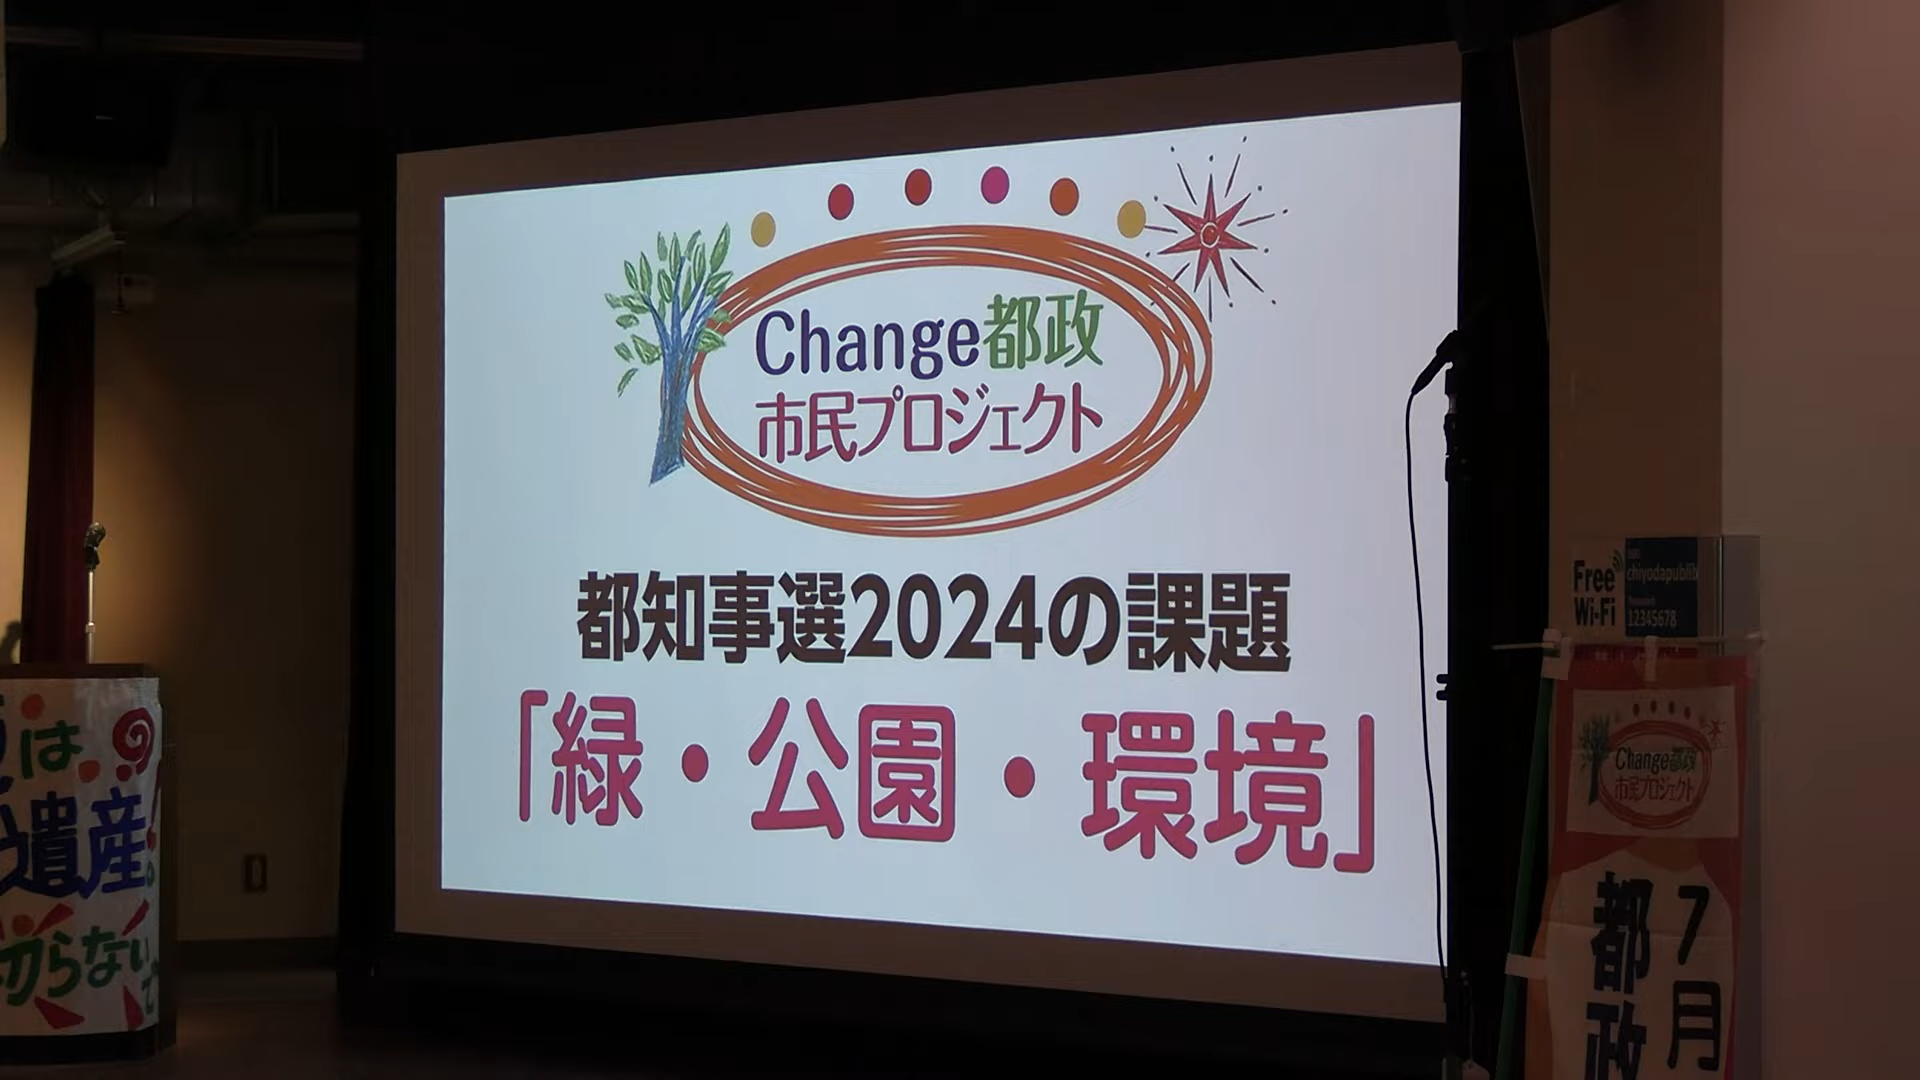 Change都政
市民プロジェクト
都知事選2024の課題
「緑・公園・環境」
は
遺産
切らない
Free
Wi-Fi
12345678
Change都政
市民プロジェクト
7月
都政